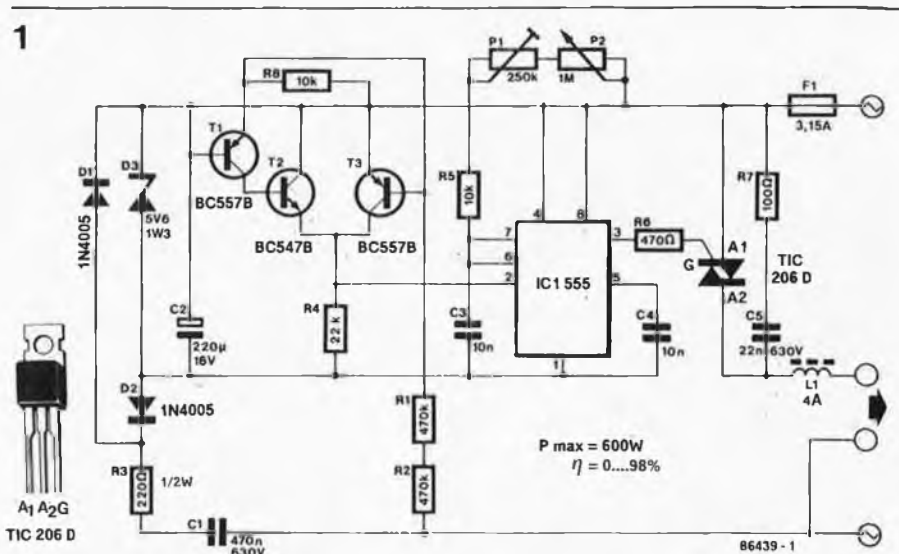 1
P1
250k
P2
1M
R8
10k
F1
3,15A
T1
BC557B
T2
BC547B
T3
BC557B
D1
1N4005
D3
5V6
1W3
R5
10k
R7
100Ω
4
8
7
6
2
3
5
1
IC1 555
R6
470Ω
G
A1
A2
TIC
206 D
C2
220μ
16V
R4
22 k
C3
10n
C4
10n
C5
22n
630V
L1
4A
D2
1N4005
R1
470k
R2
470k
R3
220Ω
1/2W
P max = 600W
η = 0....98%
A1 A2G
TIC 206 D
C1
470n
630V
86439 - 1